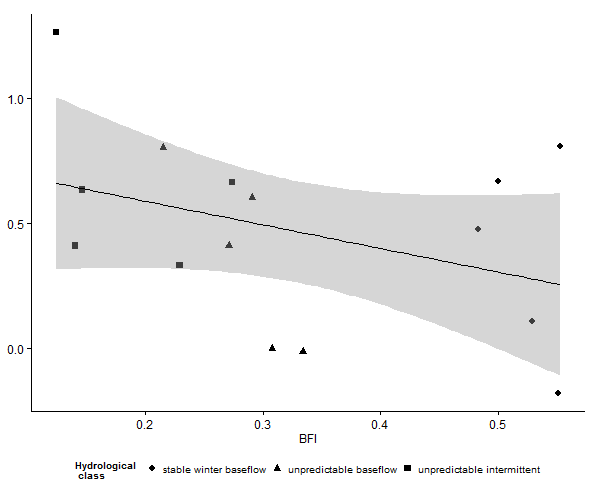 1.0
0.5
0.0
0.2 0.3 0.4 0.5
BFI
Hydrological
class
stable winter baseflow unpredictable baseflow unpredictable intermittent